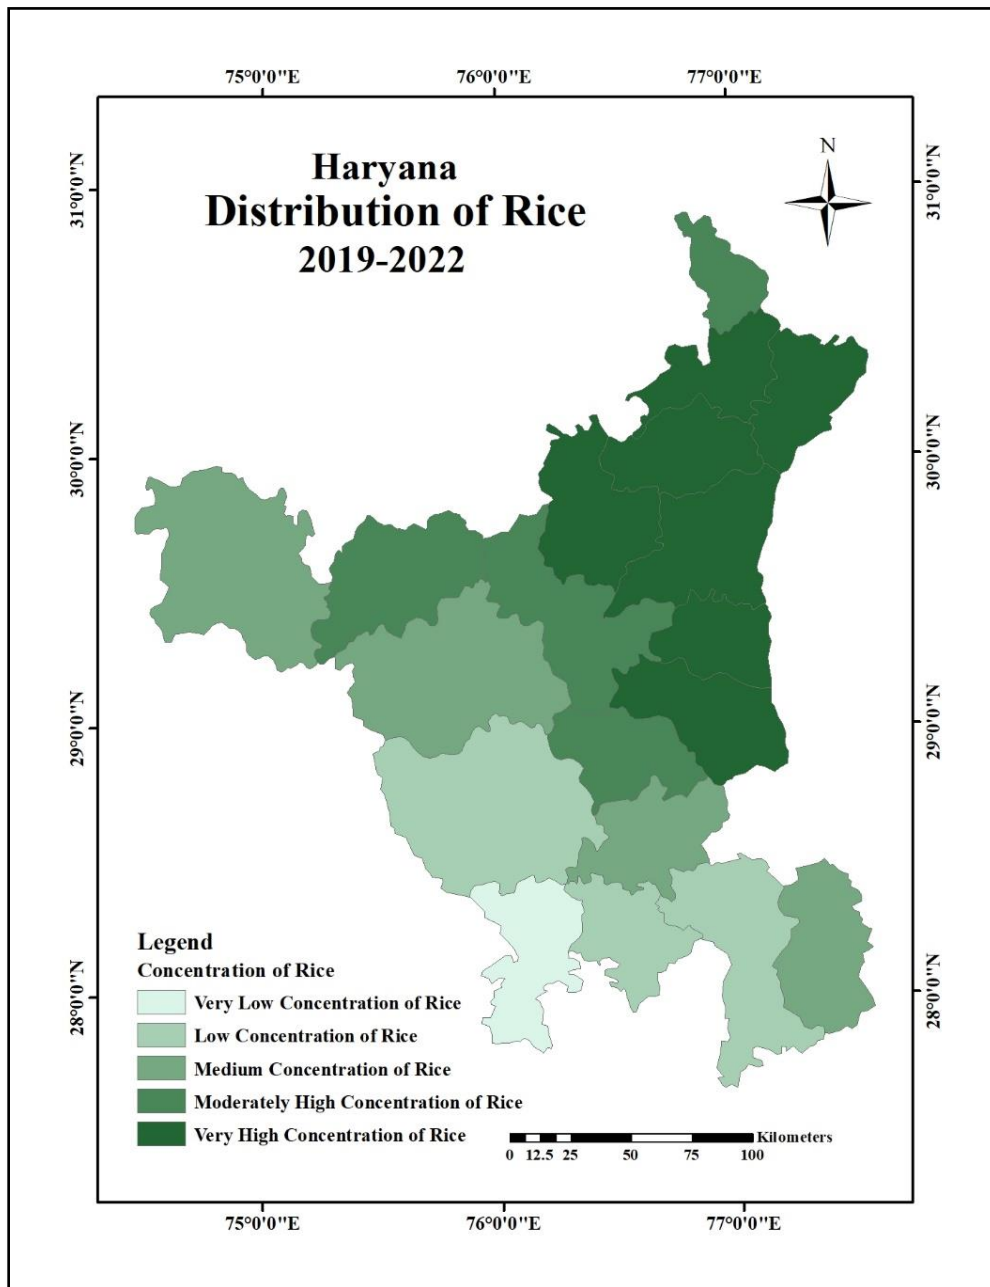 75°0'0"E 76°0'0"E 77°0'0"E
Haryana
Distribution of Rice
2019-2022
N
31°0'0"N 31°0'0"N
30°0'0"N 30°0'0"N
29°0'0"N 29°0'0"N
28°0'0"N 28°0'0"N
Legend
Concentration of Rice
Very Low Concentration of Rice
Low Concentration of Rice
Medium Concentration of Rice
Moderately High Concentration of Rice
Very High Concentration of Rice
Kilometers
0 12.5 25 50 75 100
75°0'0"E 76°0'0"E 77°0'0"E